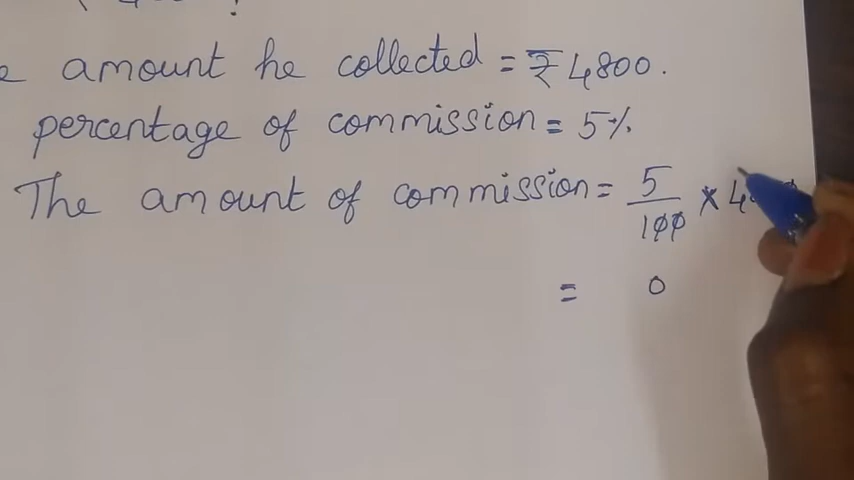 amount he collected = ₹4800.
percentage of commission = 5%
The amount of commission = 5/100 × 4
= 0